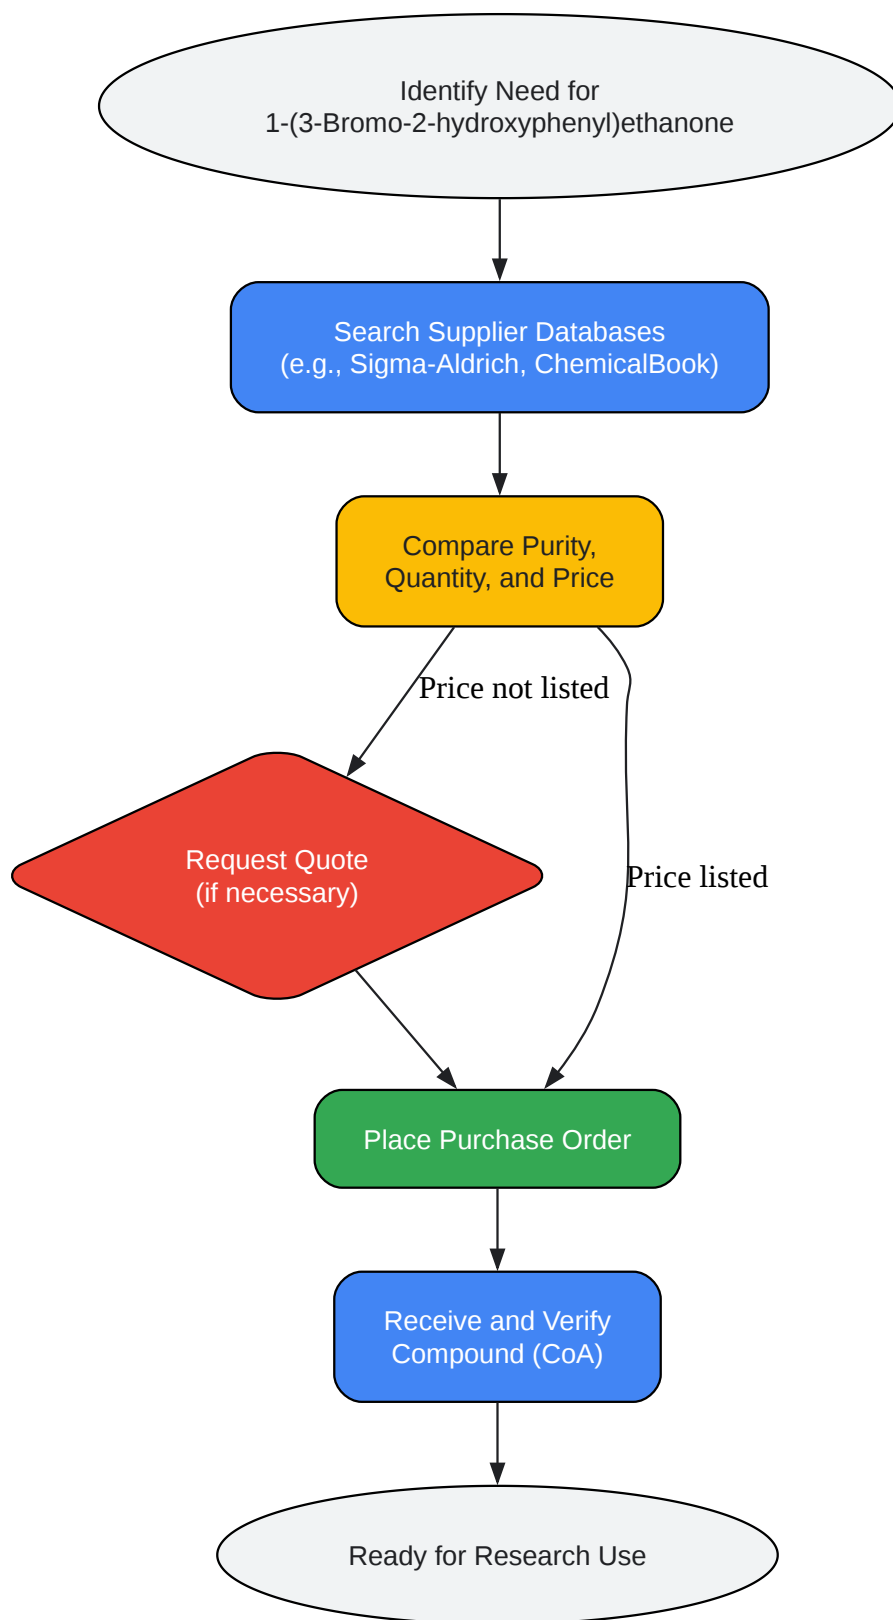 Identify Need for
1-(3-Bromo-2-hydroxyphenyl)ethanone
Search Supplier Databases
(e.g., Sigma-Aldrich, ChemicalBook)
Compare Purity,
Quantity, and Price
Price not listed
Request Quote
(if necessary)
Price listed
Place Purchase Order
Receive and Verify
Compound (CoA)
Ready for Research Use